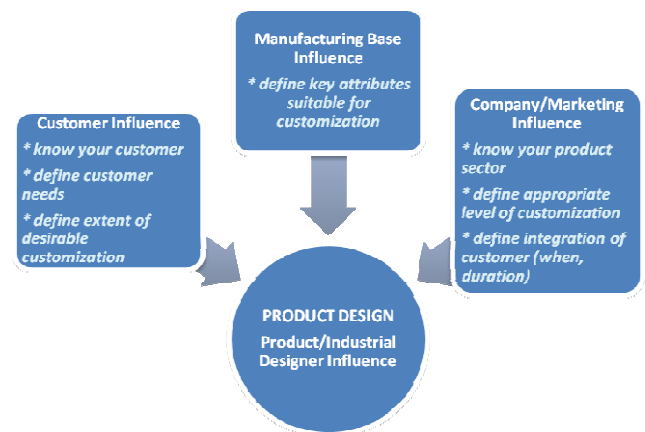 Manufacturing Base
Influence
* define key attributes
suitable for
customization
Customer Influence
* know your customer
* define customer
needs
* define extent of
desirable
customization
Company/Marketing
Influence
* know your product
sector
* define appropriate
level of customization
* define integration of
customer (when,
duration)
PRODUCT DESIGN
Product/Industrial
Designer Influence